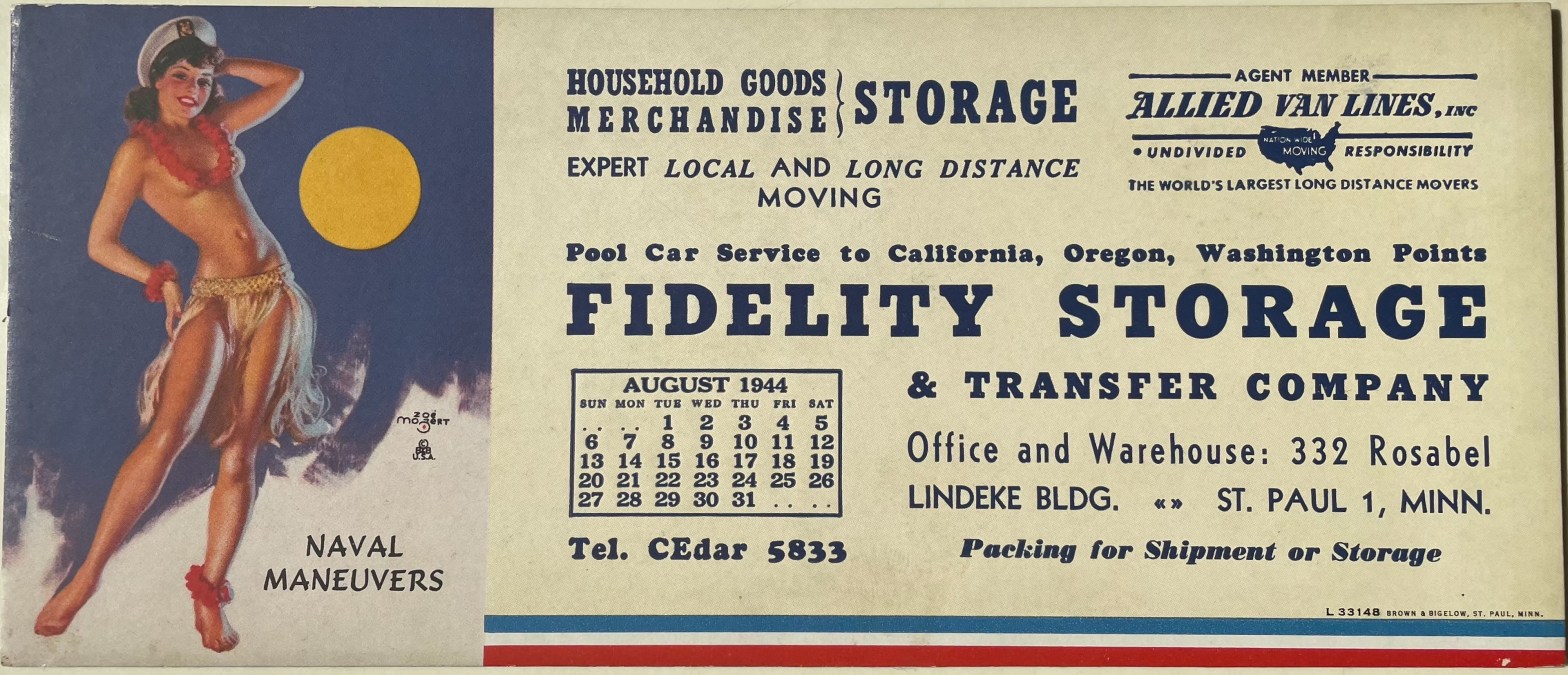 zoë
mozert
©
B&B
U.S.A.
NAVAL
MANEUVERS
HOUSEHOLD GOODS
MERCHANDISE } STORAGE
EXPERT LOCAL AND LONG DISTANCE
MOVING
AGENT MEMBER
ALLIED VAN LINES, INC
• UNDIVIDED NATION WIDE MOVING RESPONSIBILITY
THE WORLD'S LARGEST LONG DISTANCE MOVERS
Pool Car Service to California, Oregon, Washington Points
FIDELITY STORAGE
& TRANSFER COMPANY
AUGUST 1944
SUN MON TUE WED THU FRI SAT
. . . . 1 2 3 4 5
6 7 8 9 10 11 12
13 14 15 16 17 18 19
20 21 22 23 24 25 26
27 28 29 30 31 . . . .
Tel. CEdar 5833
Office and Warehouse: 332 Rosabel
LINDEKE BLDG. «» ST. PAUL 1, MINN.
Packing for Shipment or Storage
L 33148 BROWN & BIGELOW, ST. PAUL, MINN.